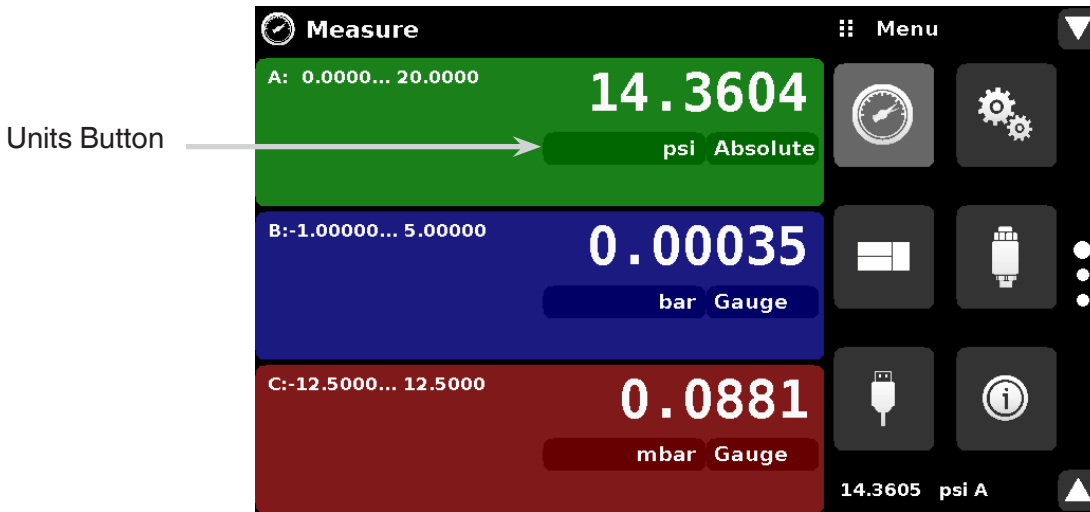 Measure
Menu
A: 0.0000... 20.0000
14.3604
Units Button
psi Absolute
B:-1.00000... 5.00000
0.00035
bar Gauge
C:-12.5000... 12.5000
0.0881
mbar Gauge
14.3605 psi A